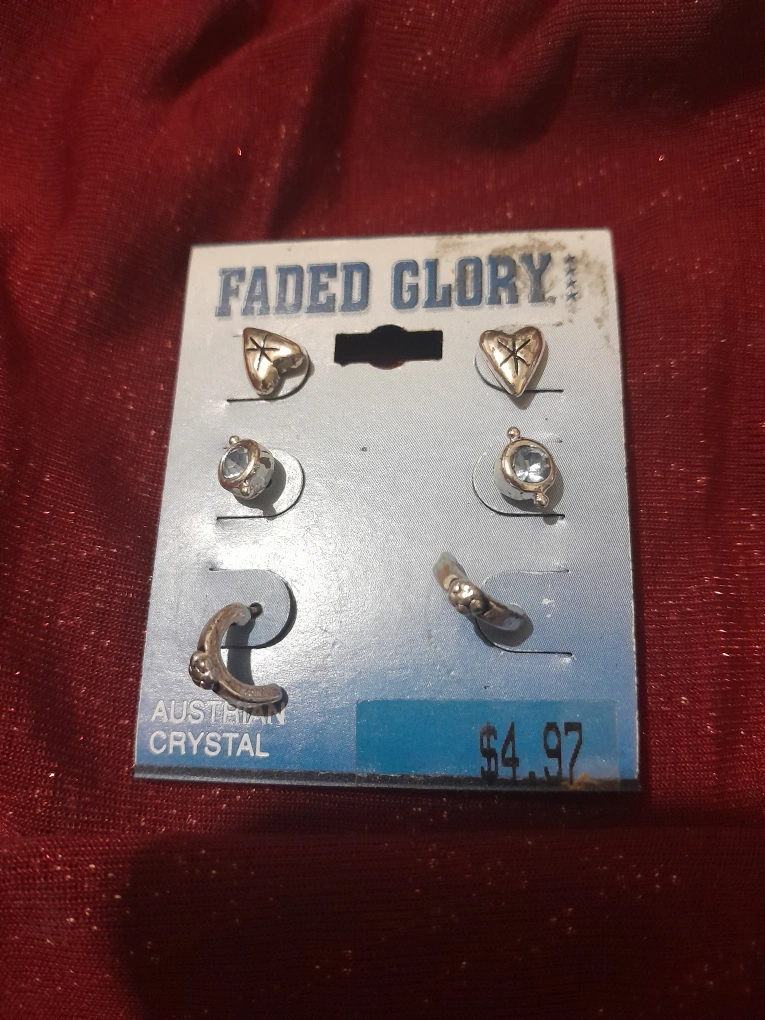 FADED GLORY
AUSTRIAN
CRYSTAL
$4.97